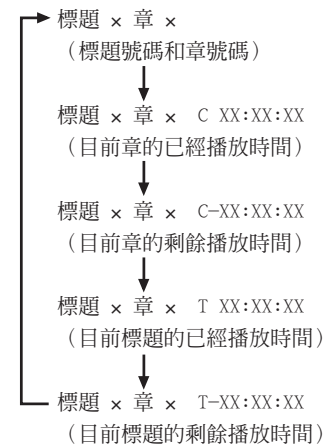 標題 × 章 ×
（標題號碼和章號碼）
標題 × 章 × C XX:XX:XX
（目前章的已經播放時間）
標題 × 章 × C–XX:XX:XX
（目前章的剩餘播放時間）
標題 × 章 × T XX:XX:XX
（目前標題的已經播放時間）
標題 × 章 × T–XX:XX:XX
（目前標題的剩餘播放時間）